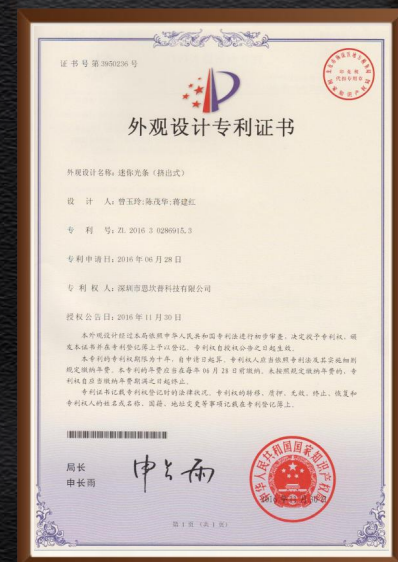 证书号第3950236号
外观设计专利证书
外观设计名称：迷你光条（挤出式）
设 计 人：曾玉玲;陈茂华;蒋建红
专 利 号：ZL 2016 3 0286915.3
专利申请日：2016年06月28日
专 利 权 人：深圳市思坎普科技有限公司
授权公告日：2016年11月30日
本外观设计经过本局依照中华人民共和国专利法进行初步审查，决定授予专利权，颁
发本证书并在专利登记簿上予以登记。专利权自授权公告之日起生效。
本专利的专利权期限为十年，自申请日起算。专利权人应当依照专利法及其实施细则
规定缴纳年费。本专利的年费应当在每年06月28日前缴纳。未按照规定缴纳年费的，专
利权自应当缴纳年费期满之日起终止。
专利证书记载专利权登记时的法律状况。专利权的转移、质押、无效、终止、恢复和
专利权人的姓名或名称、国籍、地址变更等事项记载在专利登记簿上。
局长
申长雨
申长雨
中华人民共和国国家知识产权局
2016年11月30日
第1页（共1页）